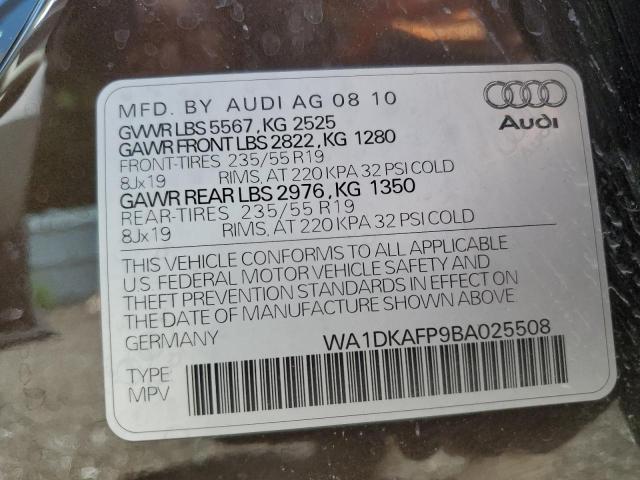 MFD. BY AUDI AG 08 10
GVWR LBS 5567, KG 2525
GAWR FRONT LBS 2822, KG 1280
FRONT-TIRES 235/55 R19
8Jx19 RIMS, AT 220 KPA 32 PSI COLD
GAWR REAR LBS 2976, KG 1350
REAR-TIRES 235/55 R19
8Jx19 RIMS, AT 220 KPA 32 PSI COLD
Audi
THIS VEHICLE CONFORMS TO ALL APPLICABLE
U.S FEDERAL MOTOR VEHICLE SAFETY AND
THEFT PREVENTION STANDARDS IN EFFECT ON
THE DATE OF MANUFACTURE SHOWN ABOVE
GERMANY WA1DKAFP9BA025508
TYPE
MPV